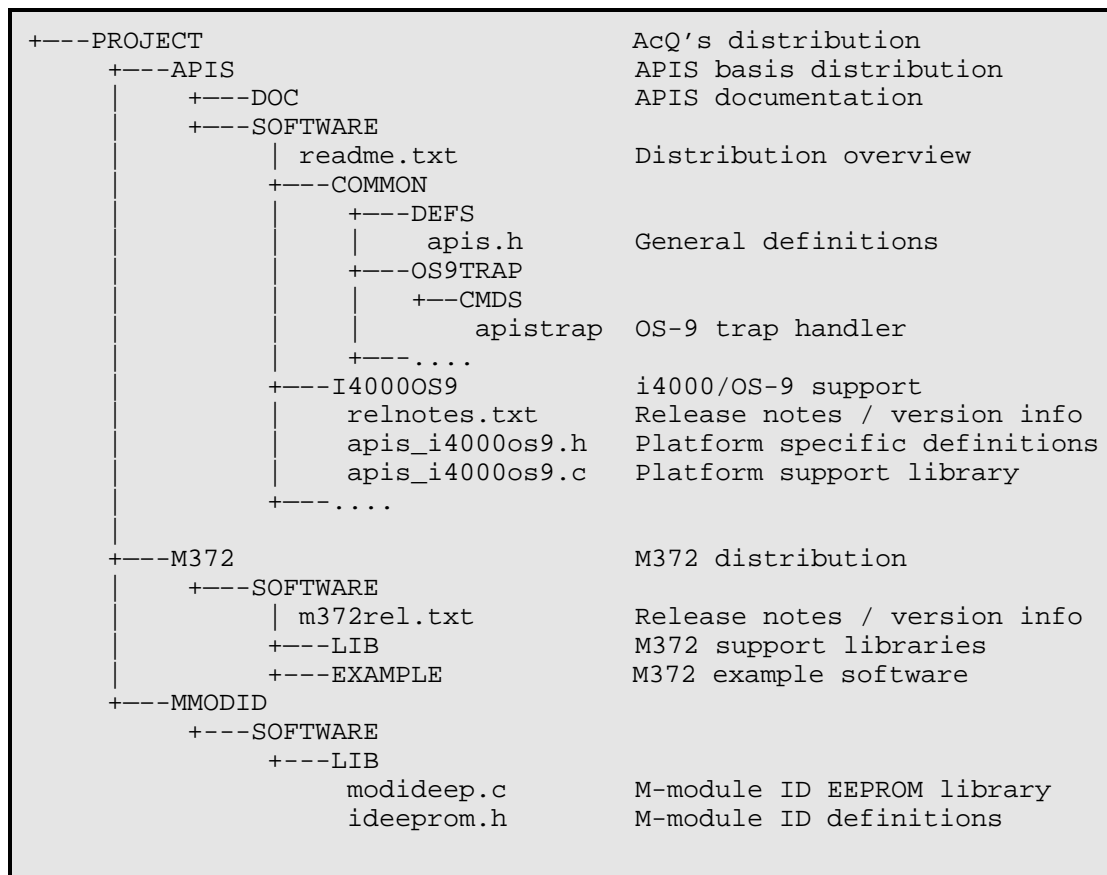 +---PROJECT                          AcQ's distribution
     +---APIS                        APIS basis distribution
     |    +---DOC                    APIS documentation
     |    +---SOFTWARE
     |         | readme.txt          Distribution overview
     |         +---COMMON
     |         |    +---DEFS
     |         |    |    apis.h      General definitions
     |         |    +---OS9TRAP
     |         |    |   +--CMDS
     |         |    |       apistrap OS-9 trap handler
     |         |    +---....
     |         +---I4000OS9          i4000/OS-9 support
     |         |    relnotes.txt     Release notes / version info
     |         |    apis_i4000os9.h  Platform specific definitions
     |         |    apis_i4000os9.c  Platform support library
     |         +---....
     |
     +---M372                        M372 distribution
     |    +---SOFTWARE
     |         | m372rel.txt         Release notes / version info
     |         +---LIB               M372 support libraries
     |         +---EXAMPLE           M372 example software
     +---MMODID
          +---SOFTWARE
               +---LIB
                    modideep.c       M-module ID EEPROM library
                    ideeprom.h       M-module ID definitions